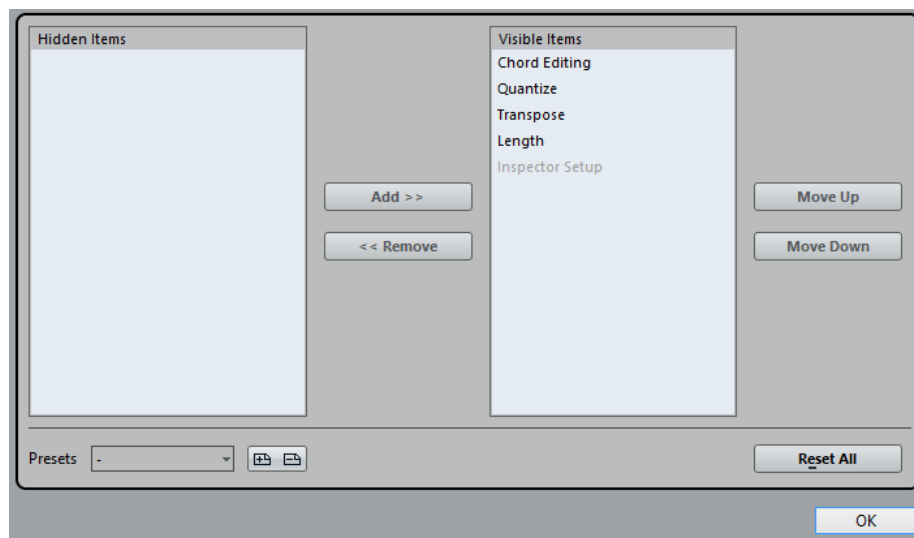 Hidden Items
Visible Items
Chord Editing
Quantize
Transpose
Length
Inspector Setup
Add >>
<< Remove
Move Up
Move Down
Presets
-
Reset All
OK